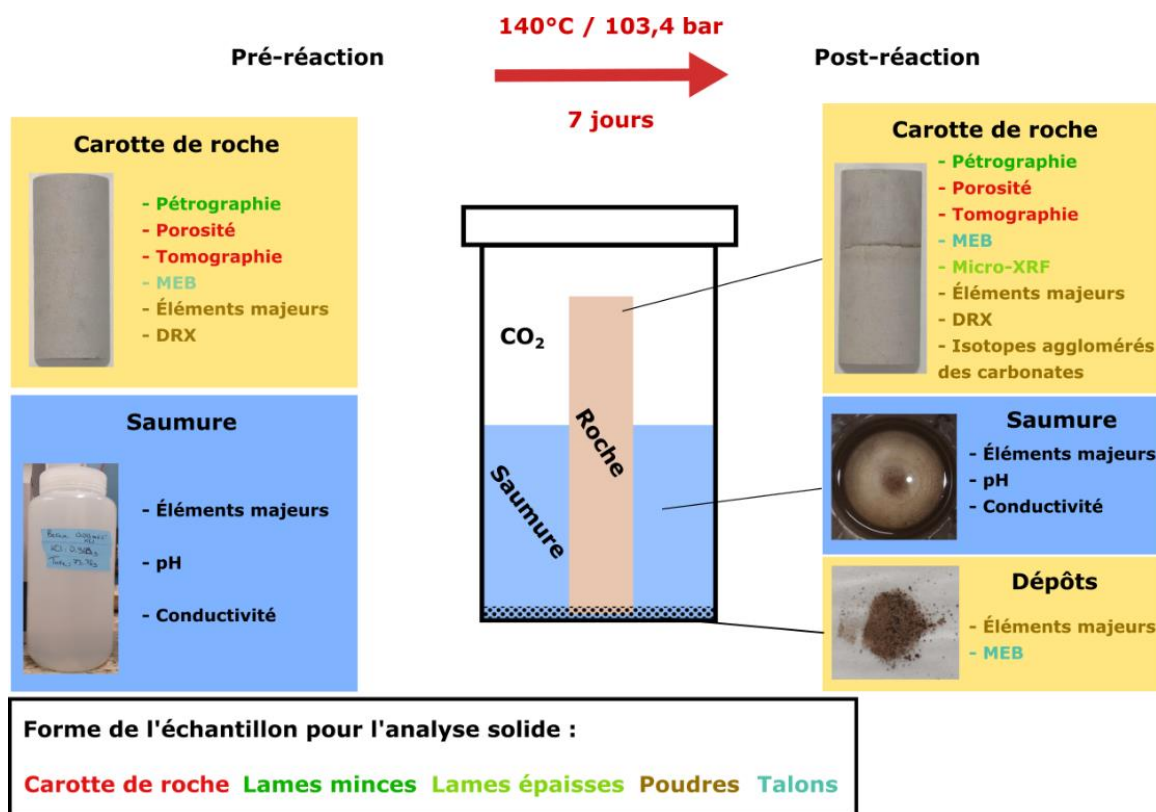 140°C / 103,4 bar
Pré-réaction
Post-réaction
7 jours
Carotte de roche
- Pétrographie
- Porosité
- Tomographie
- MEB
- Éléments majeurs
- DRX
Saumure
- Éléments majeurs
- pH
- Conductivité
CO₂
Roche
Saumure
Carotte de roche
- Pétrographie
- Porosité
- Tomographie
- MEB
- Micro-XRF
- Éléments majeurs
- DRX
- Isotopes agglomérés
des carbonates
Saumure
- Éléments majeurs
- pH
- Conductivité
Dépôts
- Éléments majeurs
- MEB
Forme de l'échantillon pour l'analyse solide :
Carotte de roche Lames minces Lames épaisses Poudres Talons